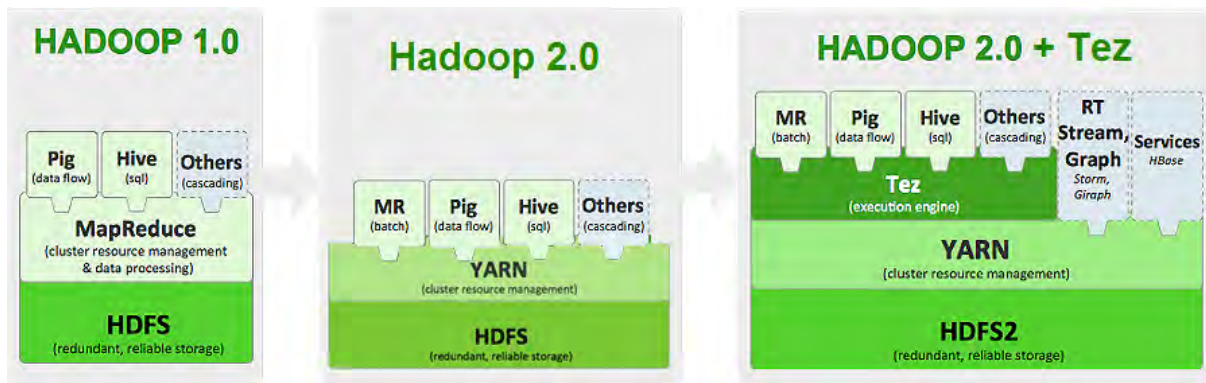 HADOOP 1.0
Pig
(data flow)
Hive
(sql)
Others
(cascading)
MapReduce
(cluster resource management
& data processing)
HDFS
(redundant, reliable storage)
Hadoop 2.0
MR
(batch)
Pig
(data flow)
Hive
(sql)
Others
(cascading)
YARN
(cluster resource management)
HDFS
(redundant, reliable storage)
HADOOP 2.0 + Tez
MR
(batch)
Pig
(data flow)
Hive
(sql)
Others
(cascading)
RT
Stream,
Graph
Storm,
Giraph
Services
HBase
Tez
(execution engine)
YARN
(cluster resource management)
HDFS2
(redundant, reliable storage)